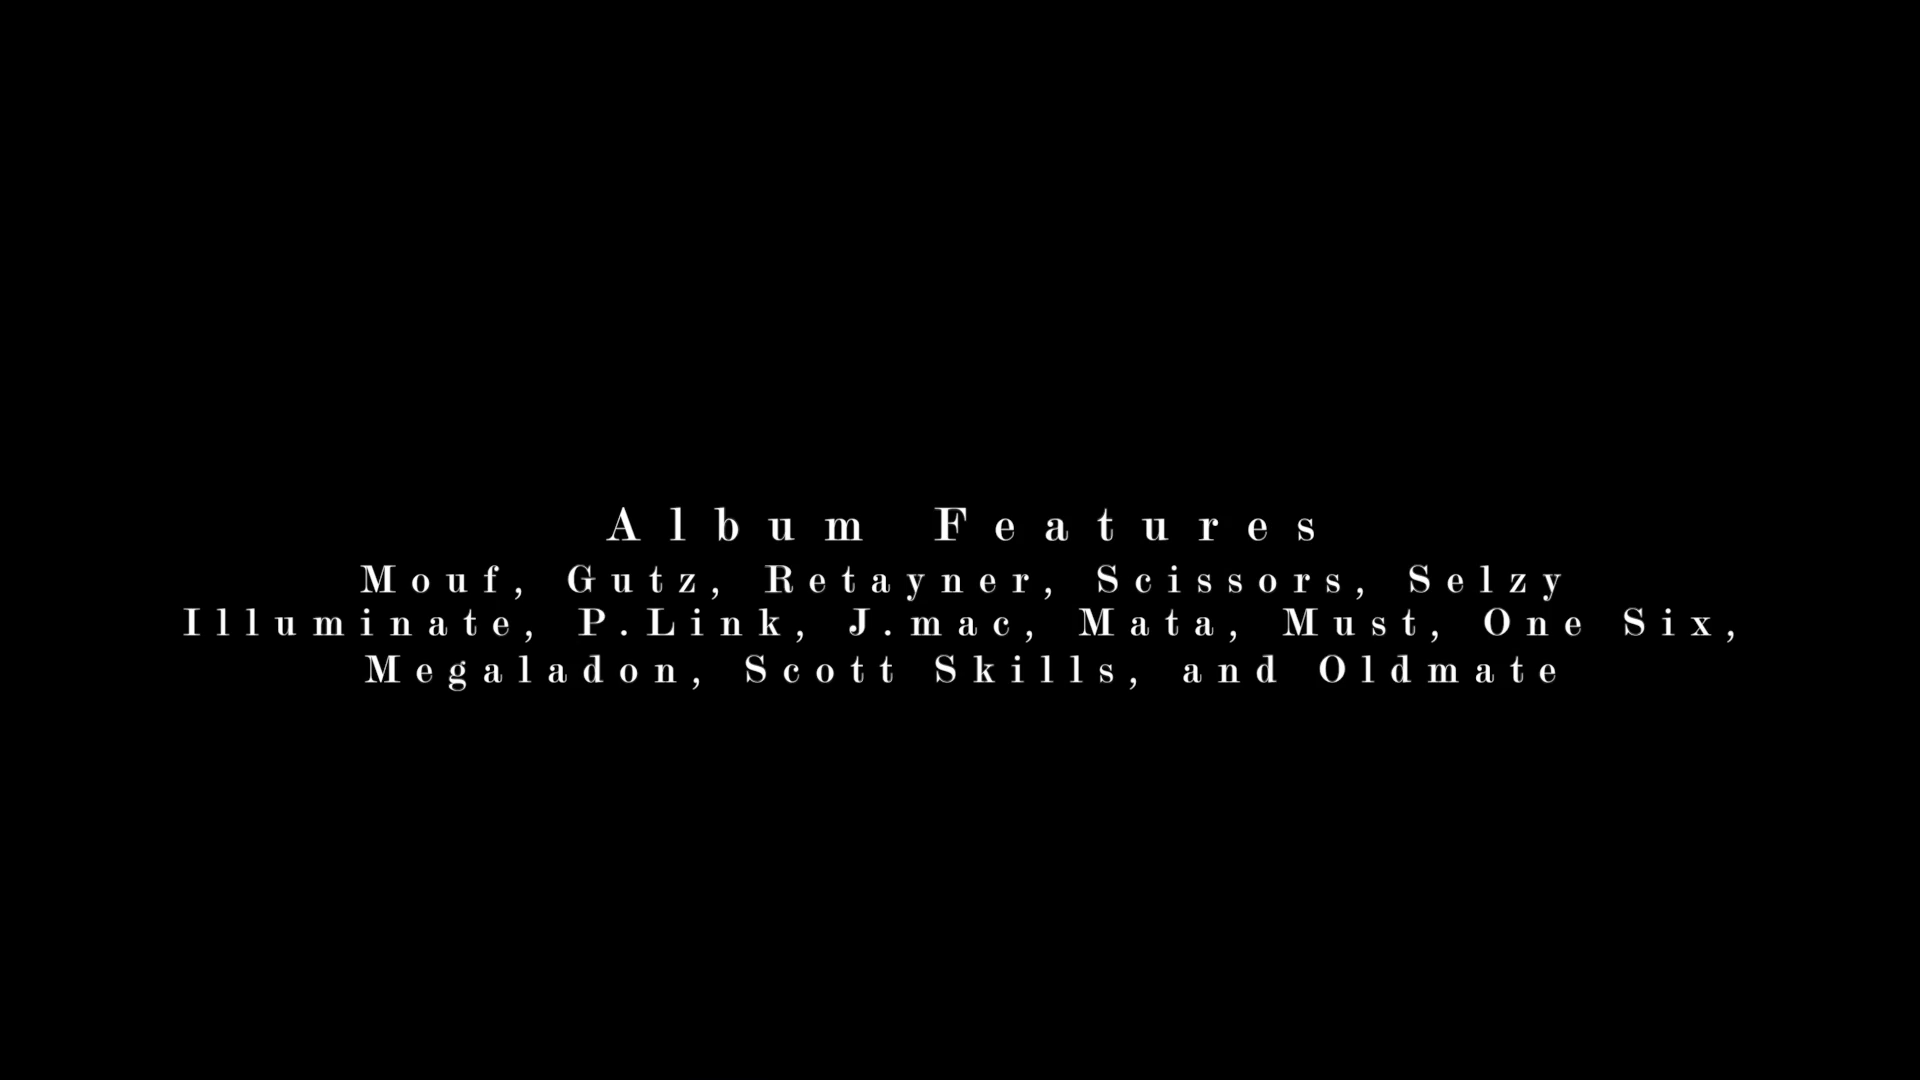 Album Features
Mouf, Gutz, Retayner, Scissors, Selzy
Illuminate, P.Link, J.mac, Mata, Must, One Six,
Megaladon, Scott Skills, and Oldmate